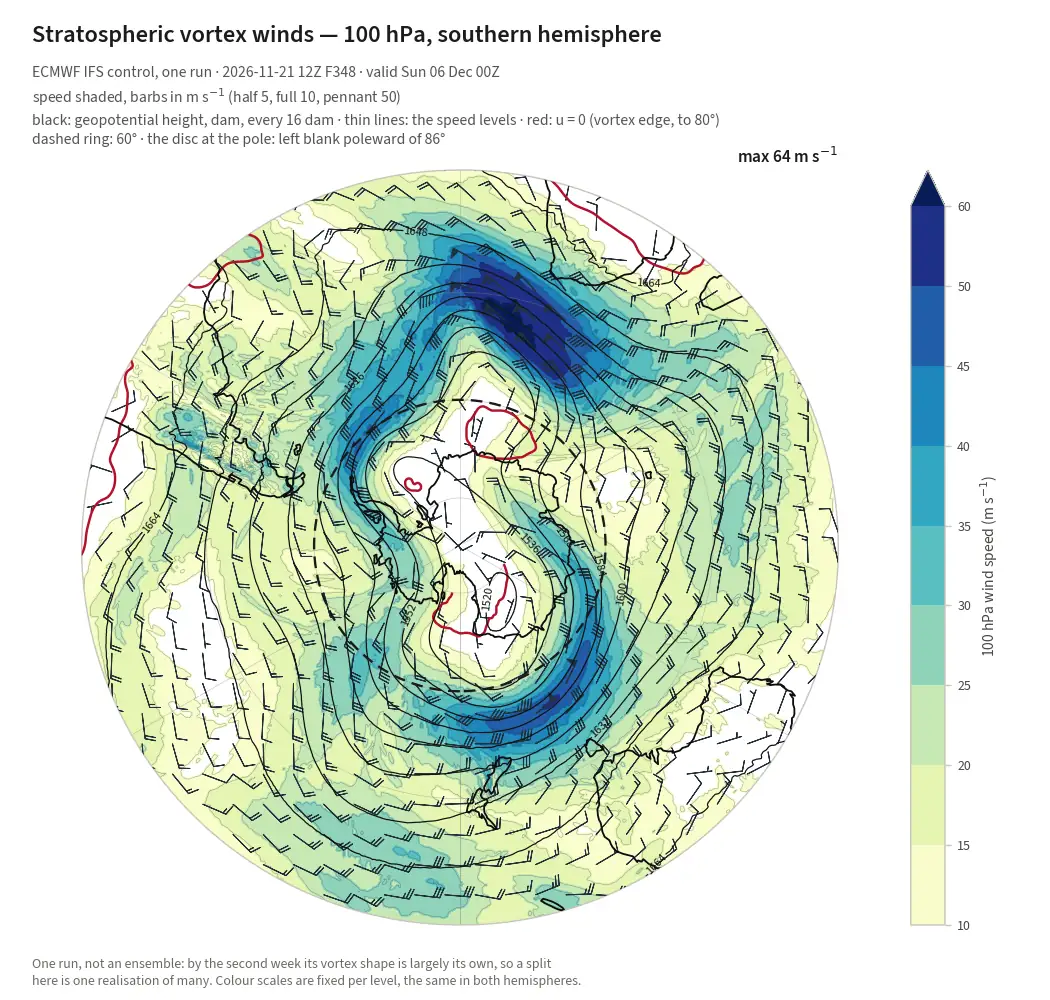 Stratospheric vortex winds — 100 hPa, southern hemisphere
ECMWF IFS control, one run · 2026-11-21 12Z F348 · valid Sun 06 Dec 00Z
speed shaded, barbs in m s⁻¹ (half 5, full 10, pennant 50)
black: geopotential height, dam, every 16 dam · thin lines: the speed levels · red: u = 0 (vortex edge, to 80°)
dashed ring: 60° · the disc at the pole: left blank poleward of 86°
max 64 m s⁻¹
60
50
45
40
35
30
25
20
15
10
100 hPa wind speed (m s⁻¹)
1648
1664
1616
1664
1536
1600
1520
1552
1664
One run, not an ensemble: by the second week its vortex shape is largely its own, so a split
here is one realisation of many. Colour scales are fixed per level, the same in both hemispheres.